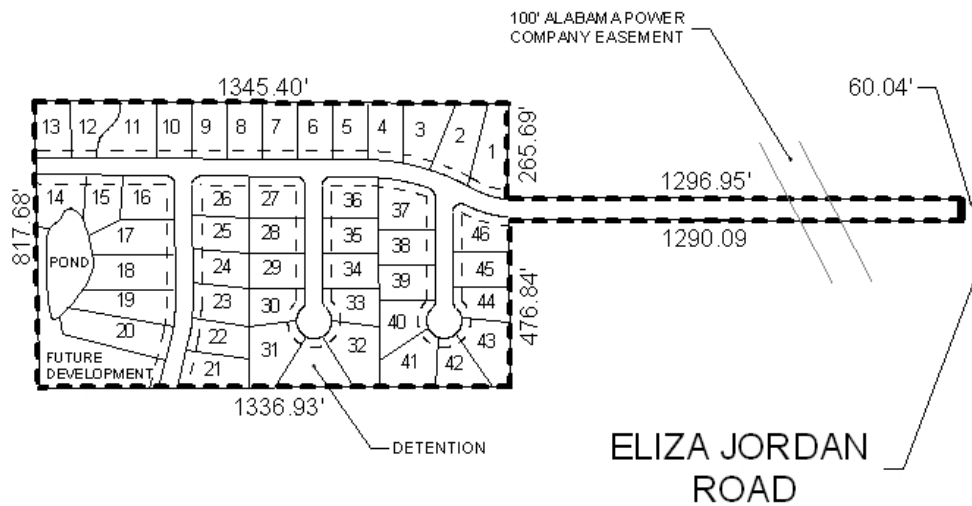 100' ALABAMA POWER
COMPANY EASEMENT
1345.40'
60.04'
13 12 11 10 9 8 7 6 5 4 3 2 1
265.69'
1296.95'
14 15 16 26 27 36 37
817.68'
17 25 28 35 38 46
1290.09
POND
18 24 29 34 39 45
19 23 30 33 40 44
476.84'
20 22 31 32 41 42 43
FUTURE
DEVELOPMENT
21
1336.93'
DETENTION
ELIZA JORDAN
ROAD